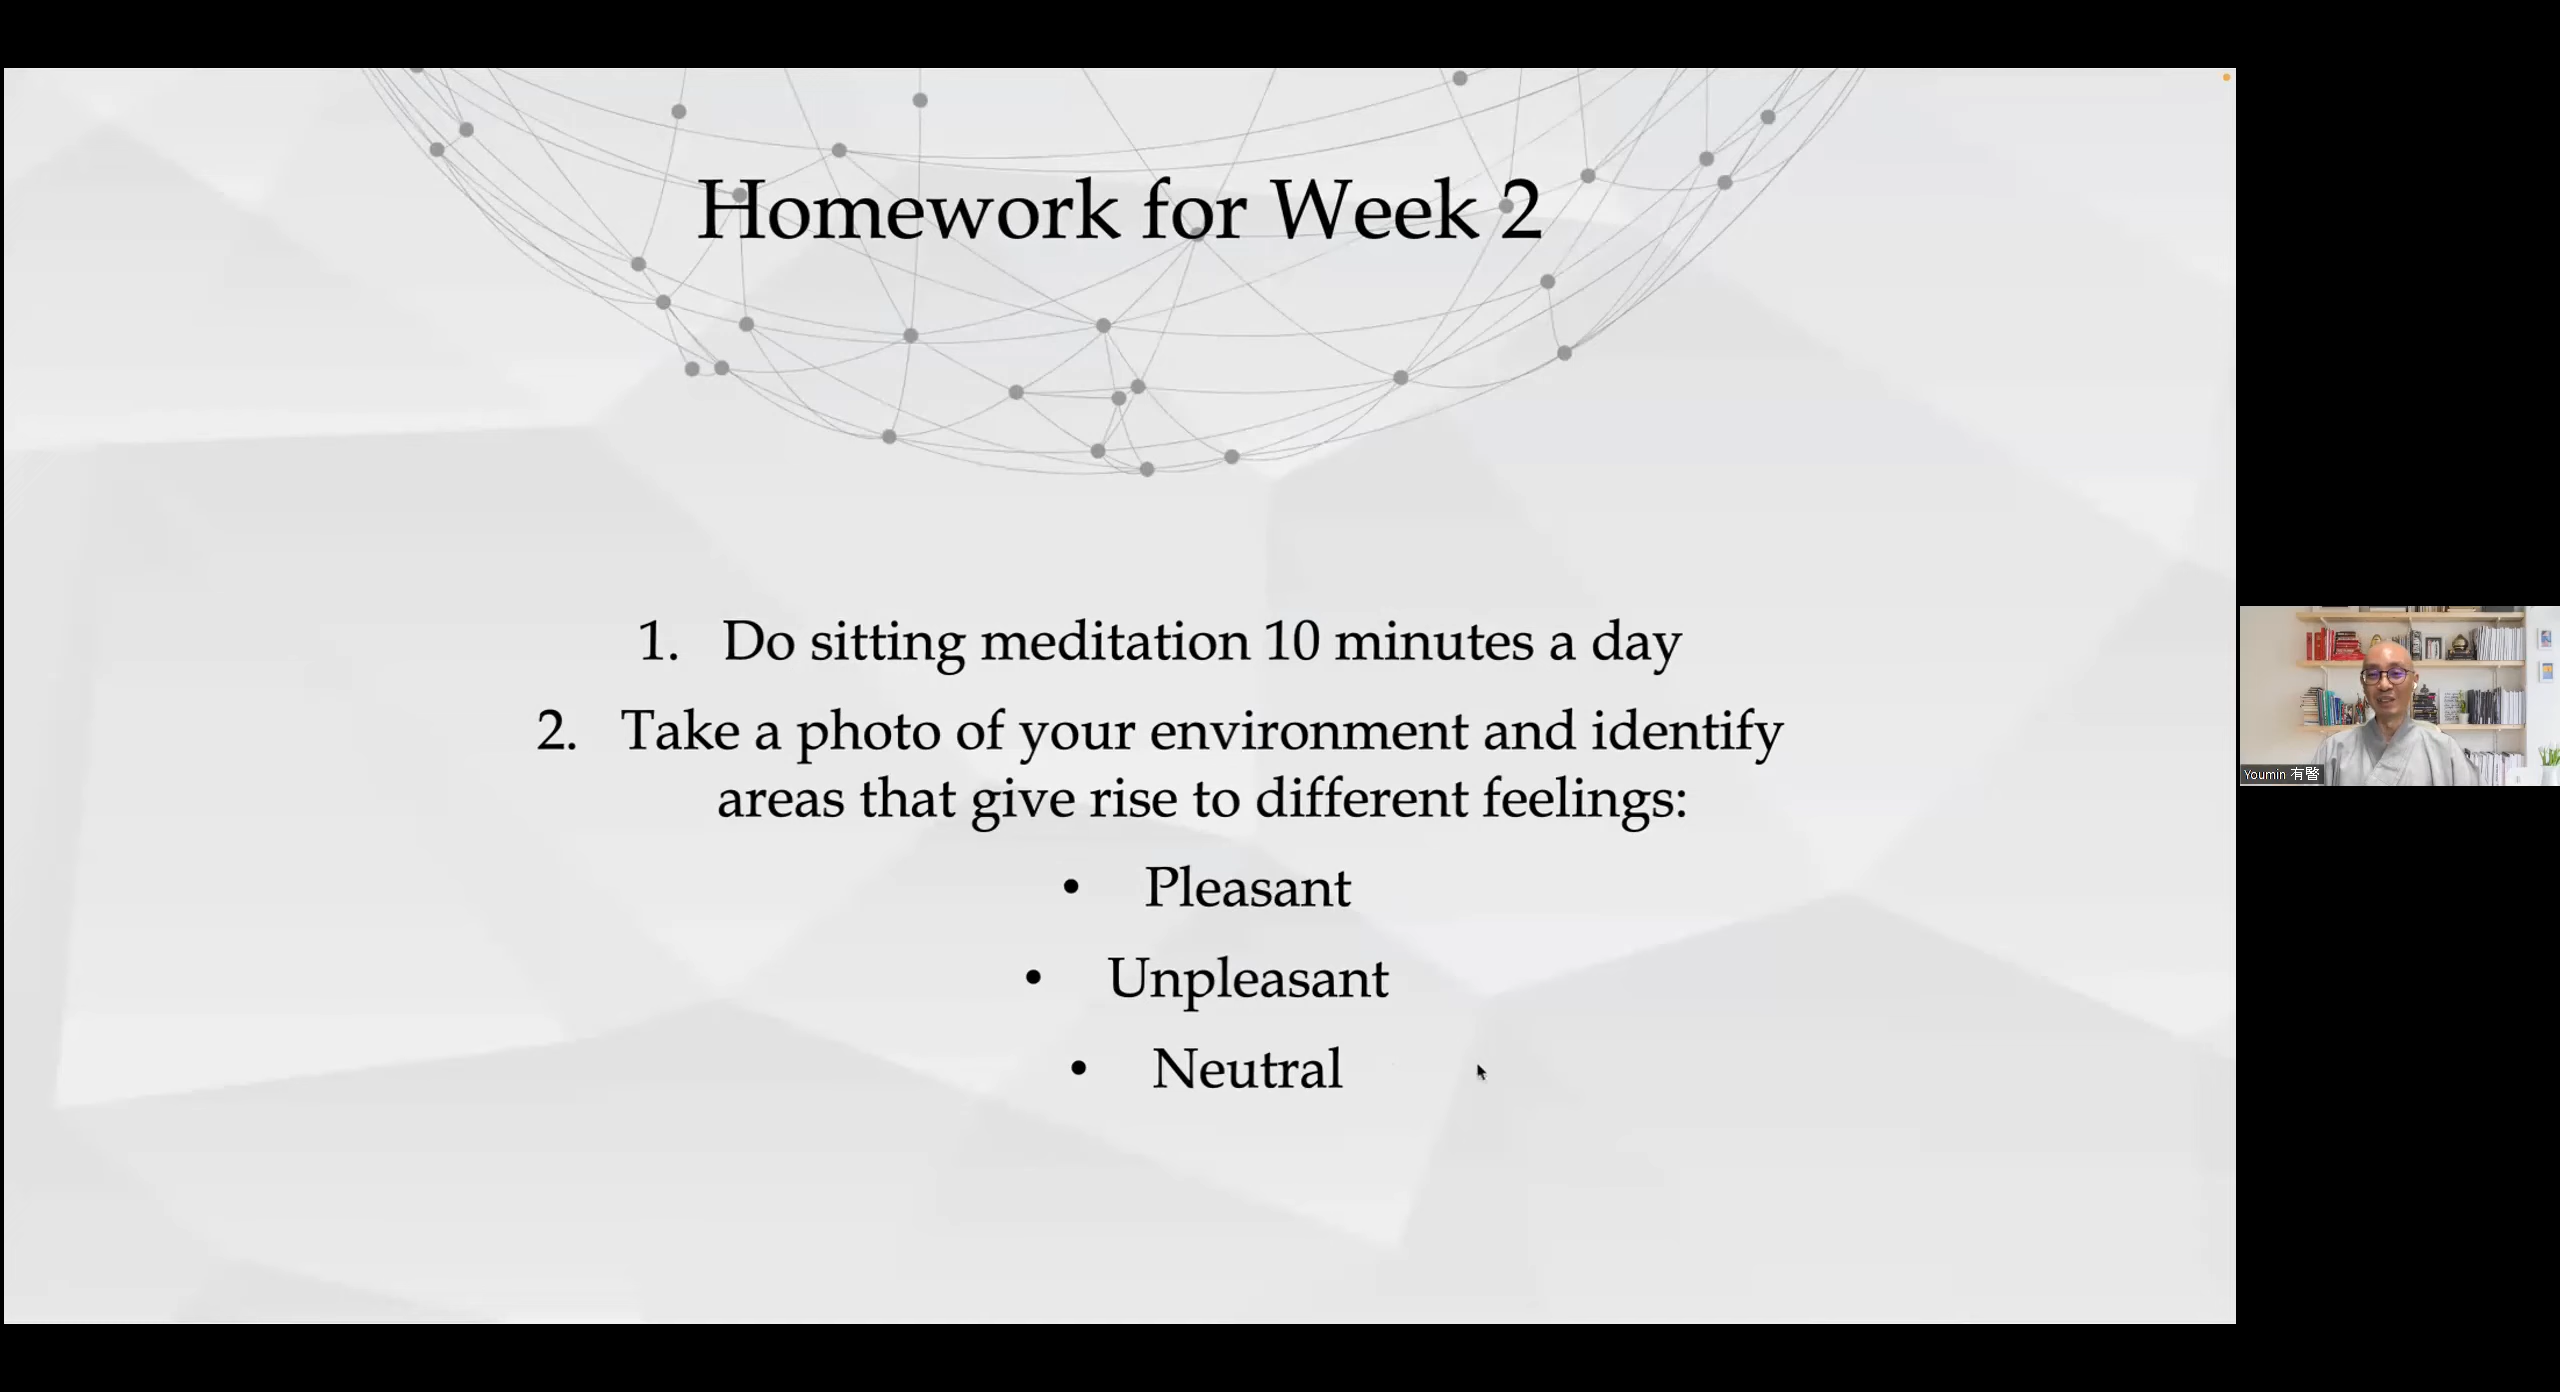 Homework for Week 2
1. Do sitting meditation 10 minutes a day
2. Take a photo of your environment and identify
areas that give rise to different feelings:
• Pleasant
• Unpleasant
• Neutral
Youmin 有暋